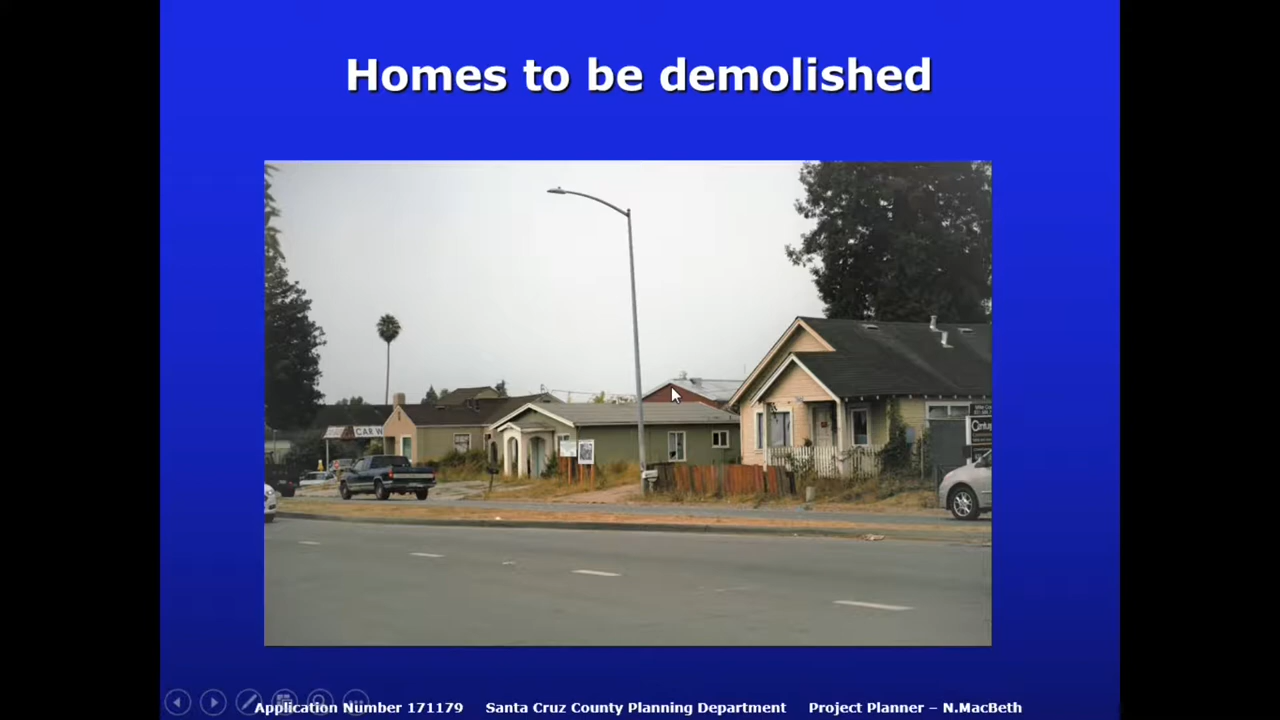 Homes to be demolished
CAR W
Application Number 171179 Santa Cruz County Planning Department Project Planner – N.MacBeth